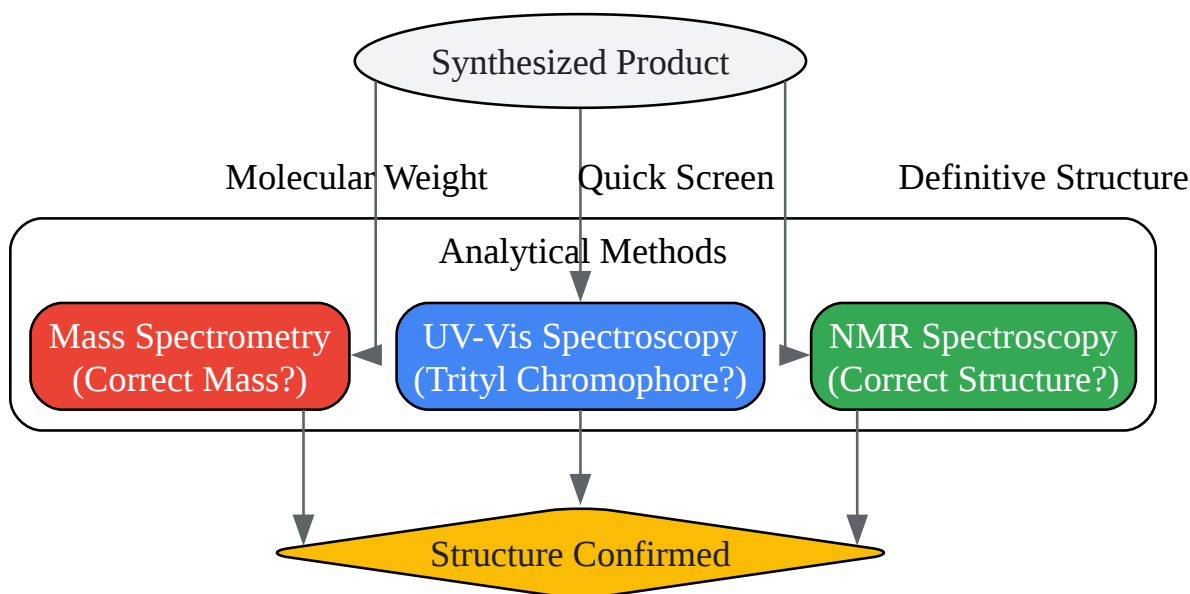 Synthesized Product
Molecular Weight
Quick Screen
Definitive Structure
Analytical Methods
Mass Spectrometry
(Correct Mass?)
UV-Vis Spectroscopy
(Trityl Chromophore?)
NMR Spectroscopy
(Correct Structure?)
Structure Confirmed